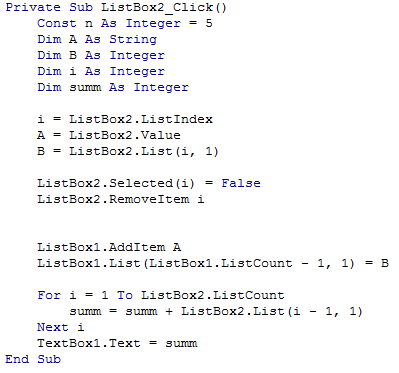 Private Sub ListBox2_Click()
    Const n As Integer = 5
    Dim A As String
    Dim B As Integer
    Dim i As Integer
    Dim summ As Integer

    i = ListBox2.ListIndex
    A = ListBox2.Value
    B = ListBox2.List(i, 1)

    ListBox2.Selected(i) = False
    ListBox2.RemoveItem i

    ListBox1.AddItem A
    ListBox1.List(ListBox1.ListCount - 1, 1) = B

    For i = 1 To ListBox2.ListCount
        summ = summ + ListBox2.List(i - 1, 1)
    Next i
    TextBox1.Text = summ
End Sub